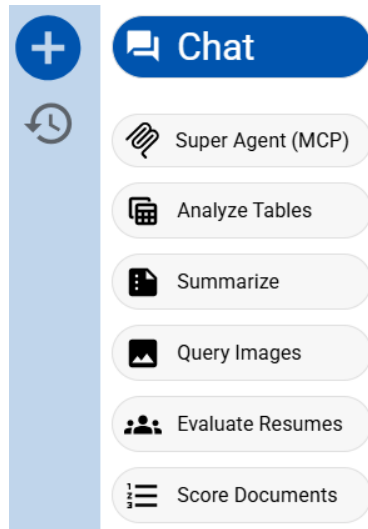 Chat
Super Agent (MCP)
Analyze Tables
Summarize
Query Images
Evaluate Resumes
Score Documents